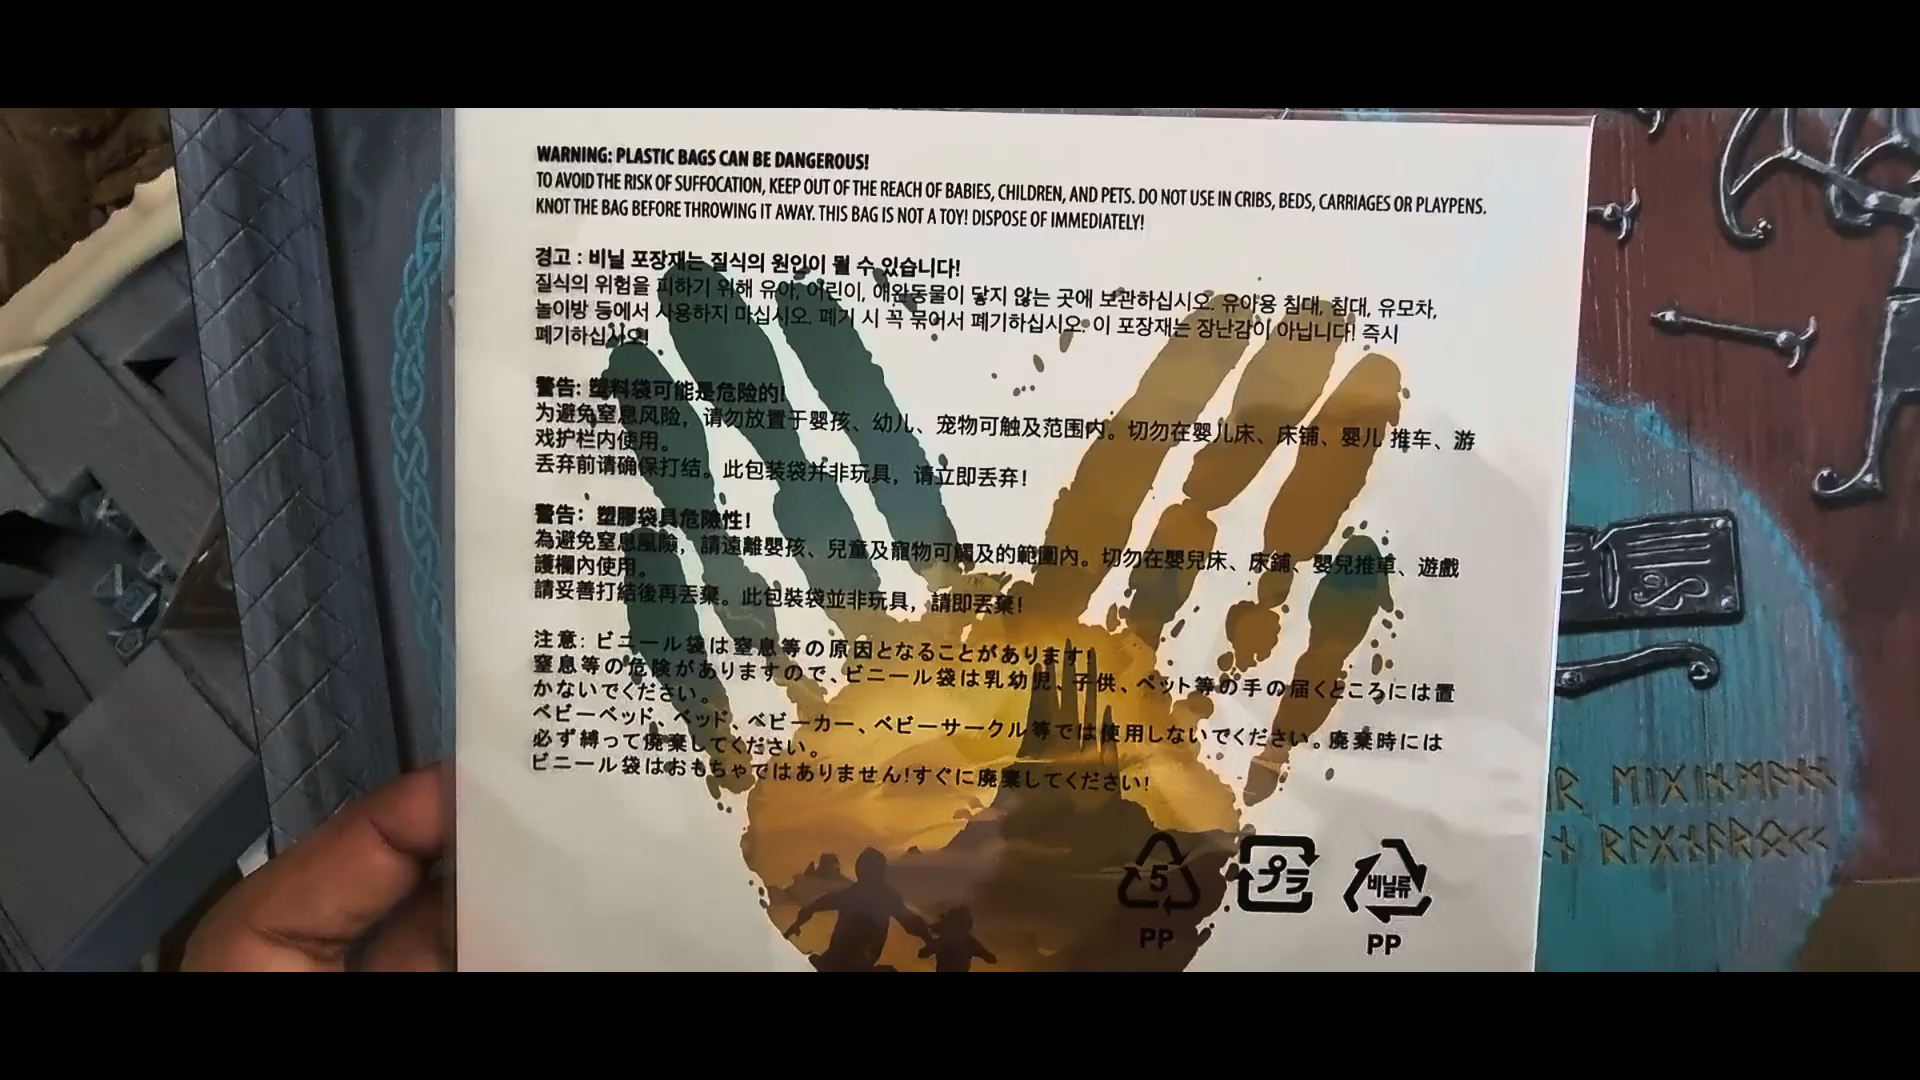 WARNING: PLASTIC BAGS CAN BE DANGEROUS!
TO AVOID THE RISK OF SUFFOCATION, KEEP OUT OF THE REACH OF BABIES, CHILDREN, AND PETS. DO NOT USE IN CRIBS, BEDS, CARRIAGES OR PLAYPENS.
KNOT THE BAG BEFORE THROWING IT AWAY. THIS BAG IS NOT A TOY! DISPOSE OF IMMEDIATELY!
경고 : 비닐 포장재는 질식의 원인이 될 수 있습니다!
질식의 위험을 피하기 위해 유아, 어린이, 애완동물이 닿지 않는 곳에 보관하십시오. 유아용 침대, 침대, 유모차,
놀이방 등에서 사용하지 마십시오. 폐기 시 꼭 묶어서 폐기하십시오. 이 포장재는 장난감이 아닙니다! 즉시
폐기하십시오!
警告: 塑料袋可能是危险的!
为避免窒息风险，请勿放置于婴孩、幼儿、宠物可触及范围内。切勿在婴儿床、床铺、婴儿 推车、游
戏护栏内使用。
丢弃前请确保打结。此包装袋并非玩具，请立即丢弃!
警告: 塑膠袋具危險性!
為避免窒息風險，請遠離嬰孩、兒童及寵物可觸及的範圍內。切勿在嬰兒床、床鋪、嬰兒推車、遊戲
護欄內使用。
請妥善打結後再丟棄。此包裝袋並非玩具，請即丟棄!
注意: ビニール袋は窒息等の原因となることがあります!
窒息等の危険がありますので、ビニール袋は乳幼児、子供、ペット等の手の届くところには置
かないでください。
ベビーベッド、ベッド、ベビーカー、ベビーサークル等では使用しないでください。廃棄時には
必ず縛って廃棄してください。
ビニール袋はおもちゃではありません!すぐに廃棄してください!
5 プラ 비닐류
PP PP